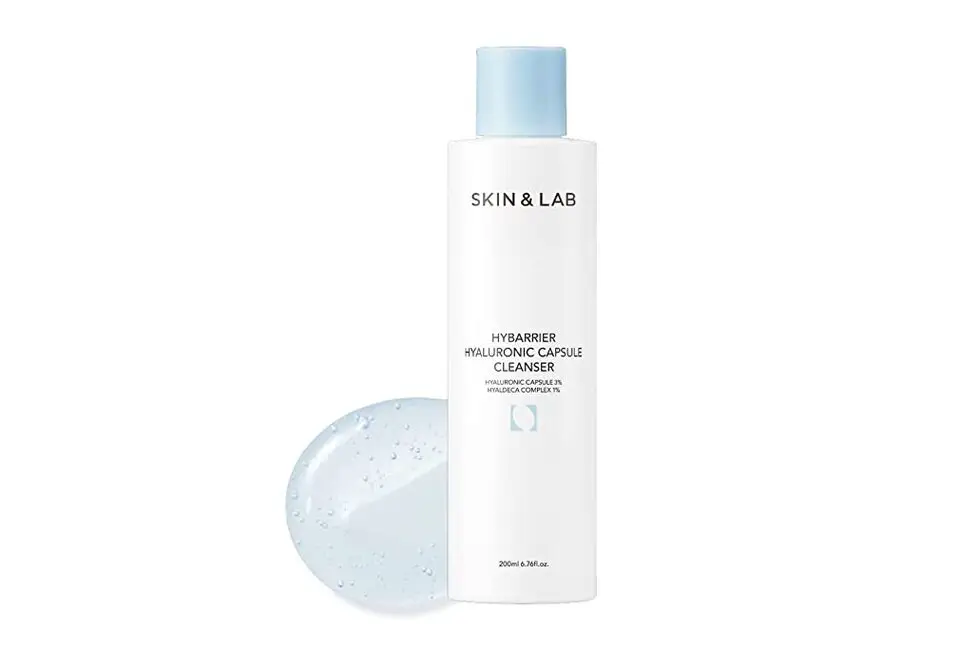 SKIN & LAB
HYBARRIER
HYALURONIC CAPSULE
CLEANSER
HYALURONIC CAPSULE 3%
HYALDECA COMPLEX 1%
200ml 6.76fl.oz.